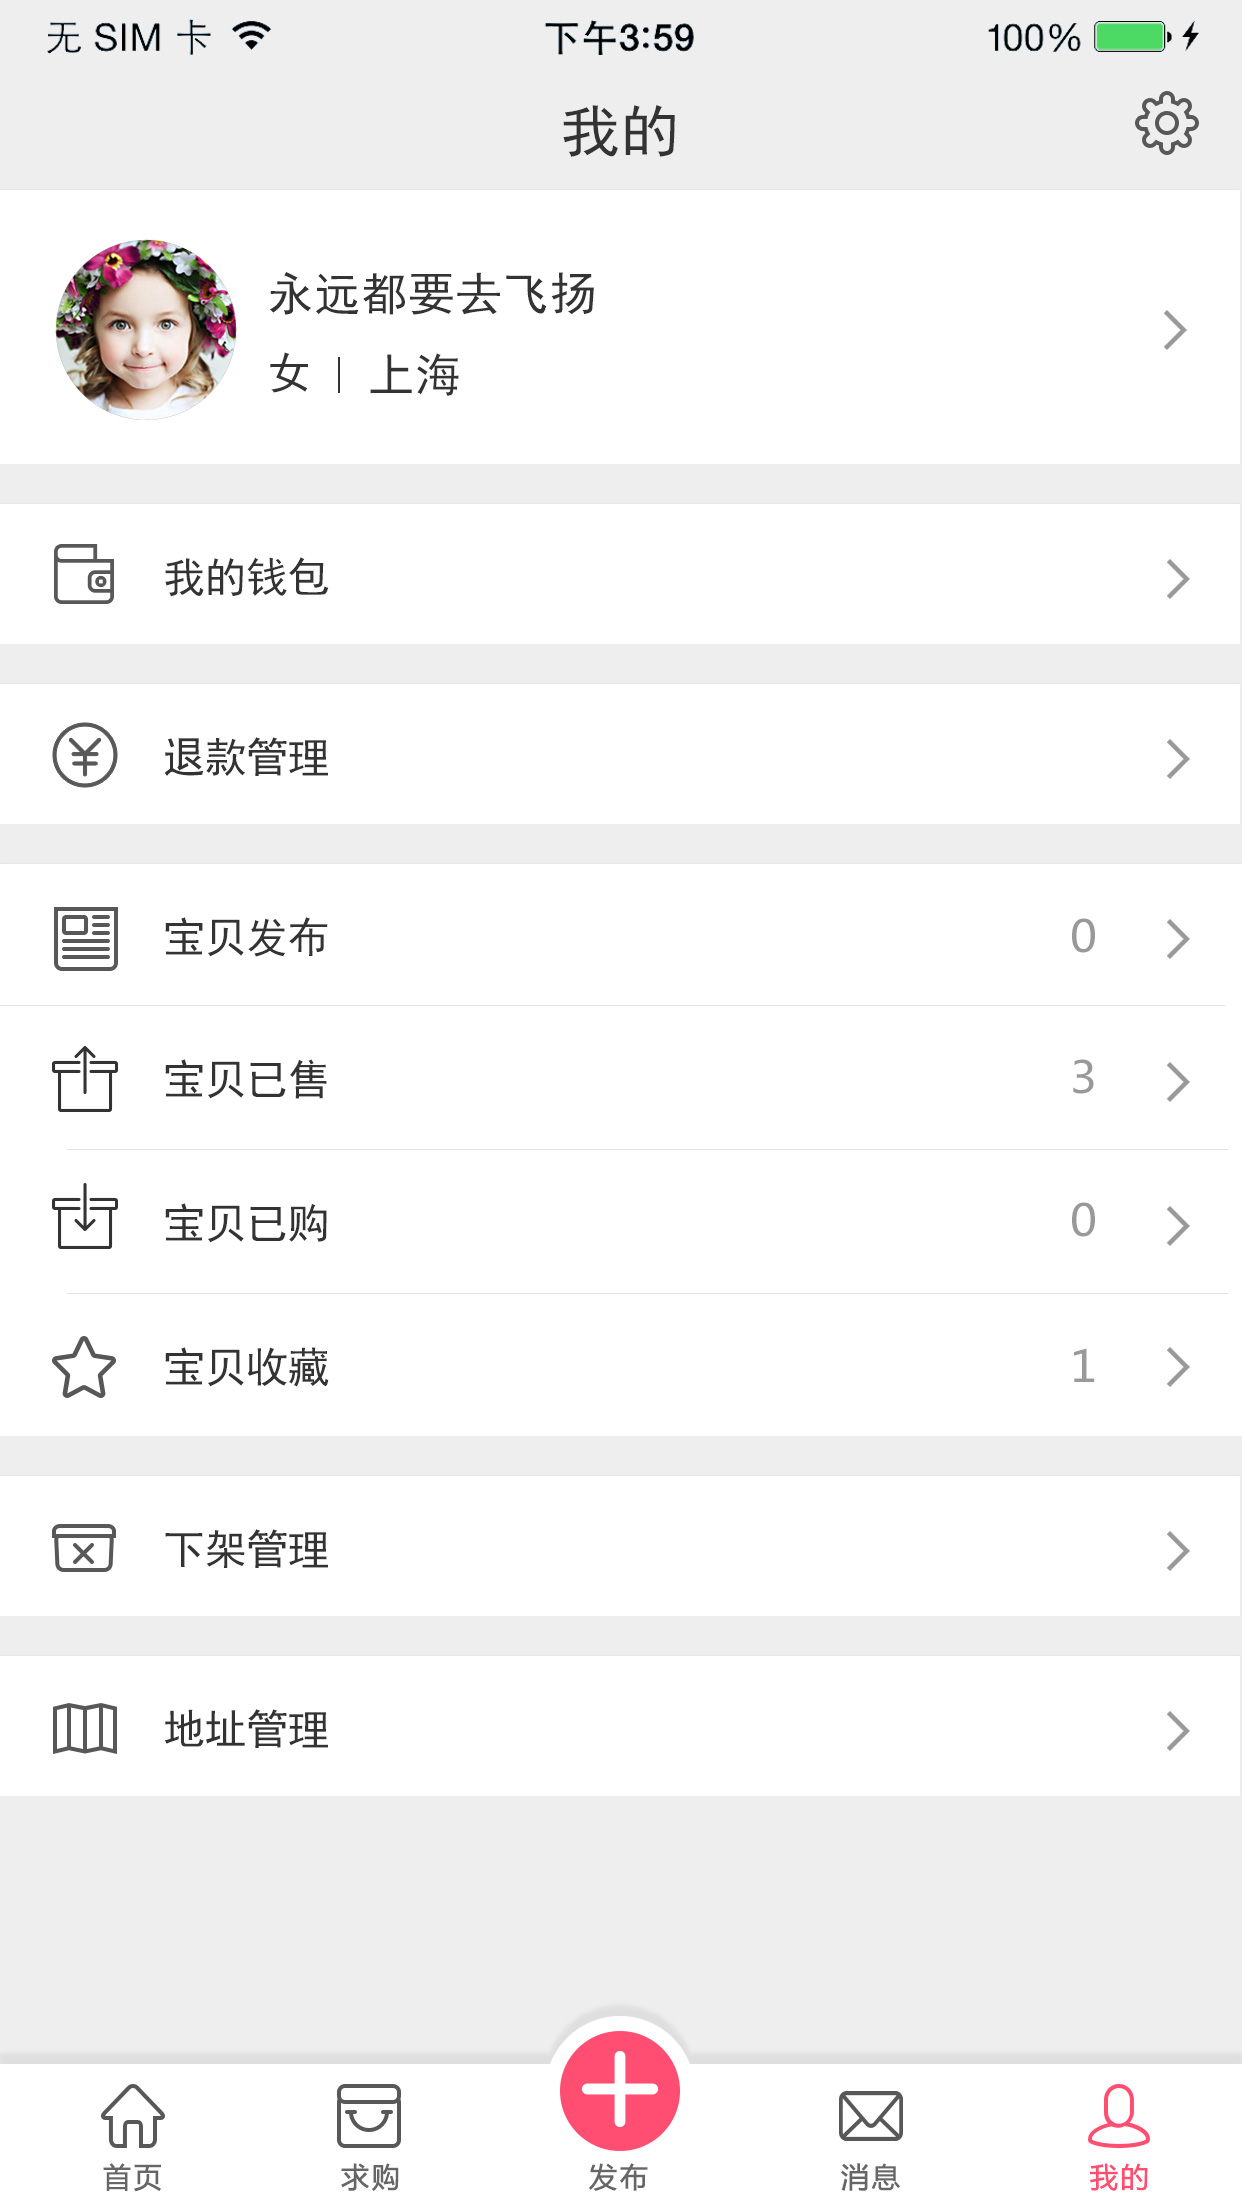 无 SIM 卡 下午3:59 100%
我的
永远都要去飞扬
女 | 上海
我的钱包
退款管理
宝贝发布 0
宝贝已售 3
宝贝已购 0
宝贝收藏 1
下架管理
地址管理
首页 求购 发布 消息 我的